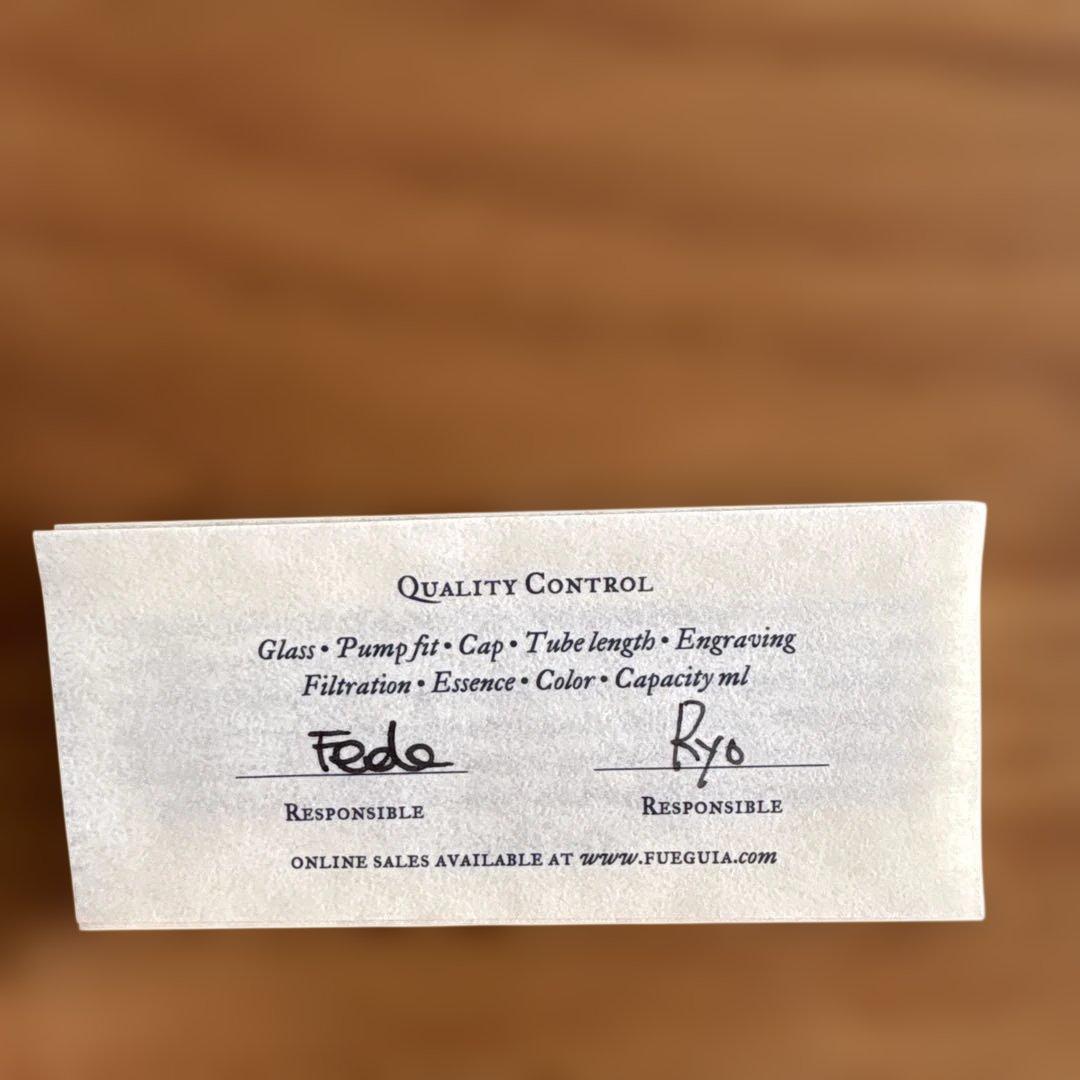 QUALITY CONTROL
Glass • Pump fit • Cap • Tube length • Engraving
Filtration • Essence • Color • Capacity ml
Fede Ryo
RESPONSIBLE RESPONSIBLE
ONLINE SALES AVAILABLE AT www.FUEGUIA.com